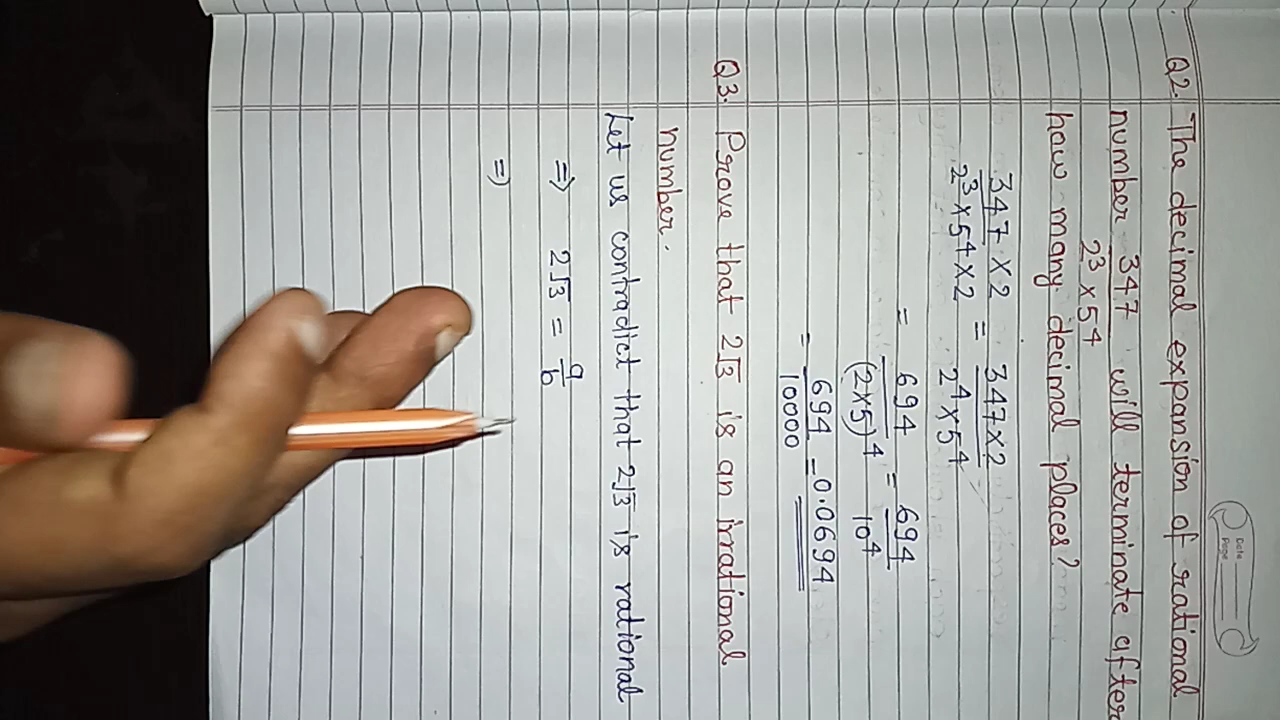 Date
Page
Q2. The decimal expansion of rational
number 347/2³×5⁴ will terminate after
how many decimal places?
347×2/2³×5⁴×2 = 347×2/2⁴×5⁴
= 694/(2×5)⁴ = 694/10⁴
= 694/10000 = 0.0694
Q3. Prove that 2√3 is an irrational
number.
Let us contradict that 2√3 is rational
⇒ 2√3 = a/b
⇒